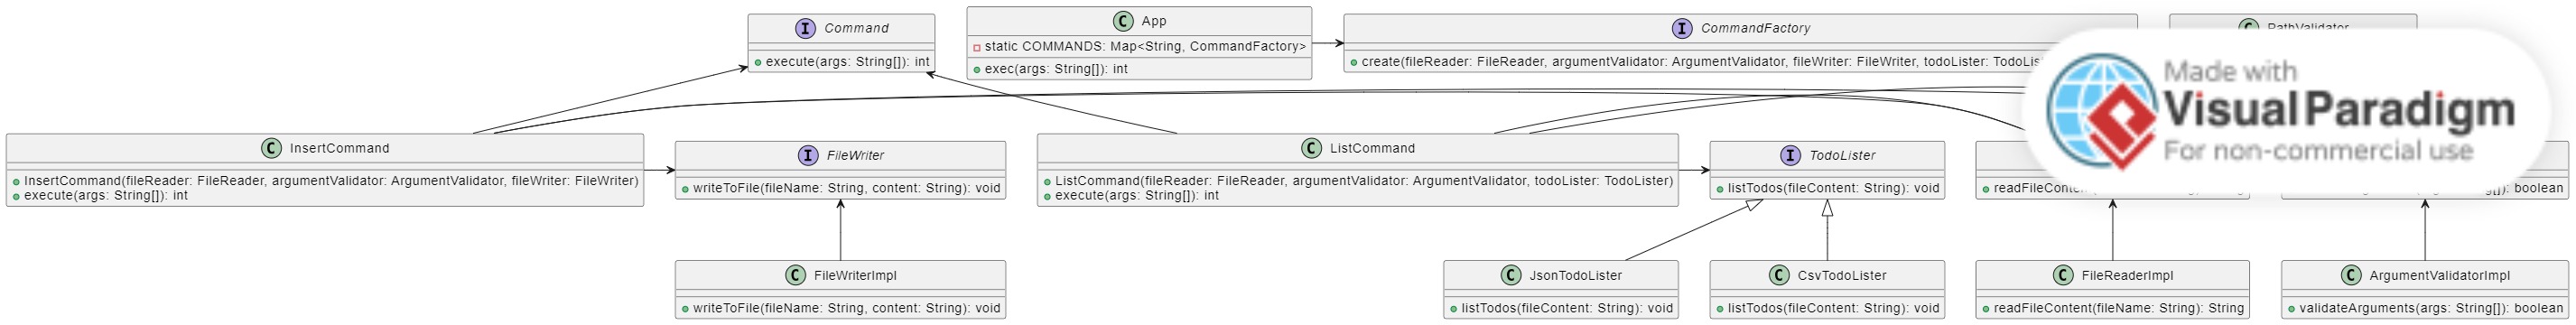 I Command
execute(args: String[]): int
C App
static COMMANDS: Map<String, CommandFactory>
exec(args: String[]): int
I CommandFactory
create(fileReader: FileReader, argumentValidator: ArgumentValidator, fileWriter: FileWriter, todoLister:
C PathValidator
Made with
Visual Paradigm
For non-commercial use
C InsertCommand
InsertCommand(fileReader: FileReader, argumentValidator: ArgumentValidator, fileWriter: FileWriter)
execute(args: String[]): int
I FileWriter
writeToFile(fileName: String, content: String): void
C ListCommand
ListCommand(fileReader: FileReader, argumentValidator: ArgumentValidator, todoLister: TodoLister)
execute(args: String[]): int
I TodoLister
listTodos(fileContent: String): void
boolean
C FileWriterImpl
writeToFile(fileName: String, content: String): void
C JsonTodoLister
listTodos(fileContent: String): void
C CsvTodoLister
listTodos(fileContent: String): void
C FileReaderImpl
readFileContent(fileName: String): String
C ArgumentValidatorImpl
validateArguments(args: String[]): boolean